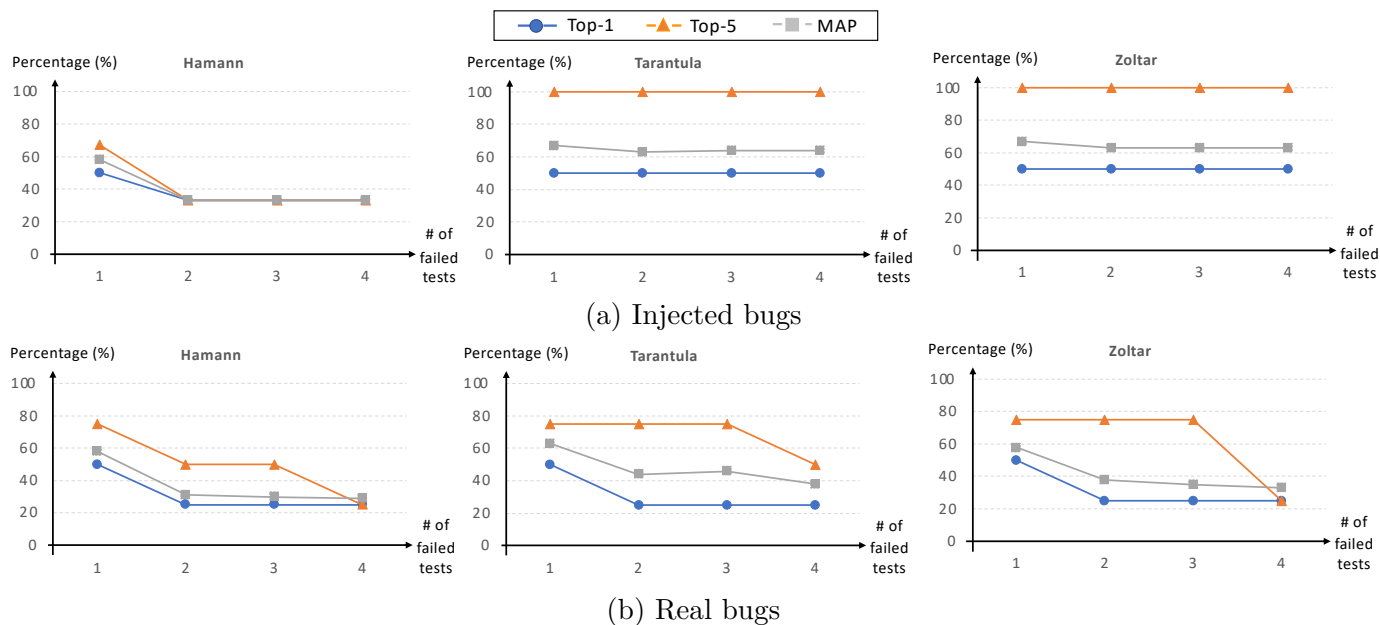 Top-1 Top-5 MAP
Percentage (%) Hamann
100
80
60
40
20
0
1 2 3 4
# of
failed
tests
Percentage (%) Tarantula
100
80
60
40
20
0
1 2 3 4
# of
failed
tests
Percentage (%) Zoltar
100
80
60
40
20
0
1 2 3 4
# of
failed
tests
(a) Injected bugs
Percentage (%) Hamann
100
80
60
40
20
0
1 2 3 4
# of
failed
tests
Percentage (%) Tarantula
100
80
60
40
20
0
1 2 3 4
# of
failed
tests
Percentage (%) Zoltar
100
80
60
40
20
0
1 2 3 4
# of
failed
tests
(b) Real bugs